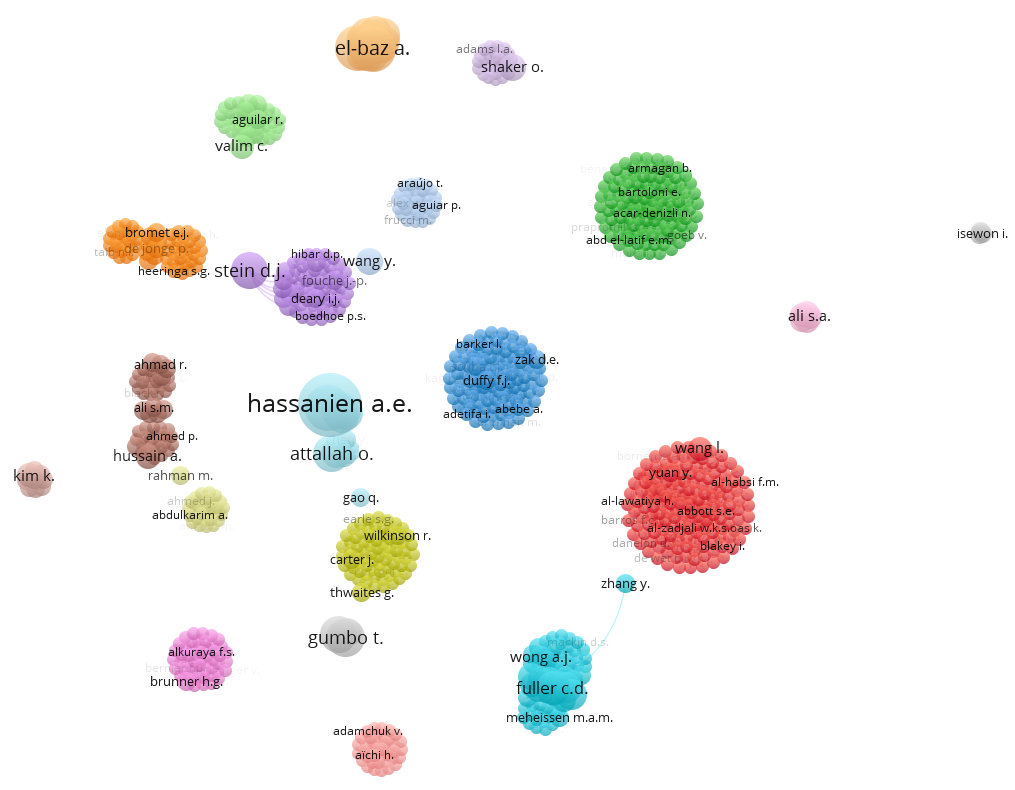 el-baz a.
adams l.a.
shaker o.
aguilar r.
valim c.
armagan b.
araújo t.
bartoloni e.
aguiar p.
acar-denizli n.
frucci m.
bromet e.j.
isewon i.
goeb v.
abd el-latif e.m.
de jonge p.
hibar d.p.
wang y.
heeringa s.g.
stein d.j.
fouche j.-p.
deary i.j.
boedhoe p.s.
ali s.a.
barker l.
zak d.e.
ahmad r.
duffy f.j.
hassanien a.e.
ali s.m.
adetifa i.
abebe a.
ahmed p.
attallah o.
hussain a.
wang l.
kim k.
rahman m.
yuan y.
al-habsi f.m.
gao q.
ahmed j.
al-lawatiya h.
abdulkarim a.
earle s.g.
abbott s.e.
al-zadjali w.k.s.
oas k.
wilkinson r.
blakey i.
carter j.
zhang y.
thwaites g.
gumbo t.
mackin d.s.
alkuraya f.s.
wong a.j.
brunner h.g.
fuller c.d.
meheissen m.a.m.
adamchuk v.
aïchi h.